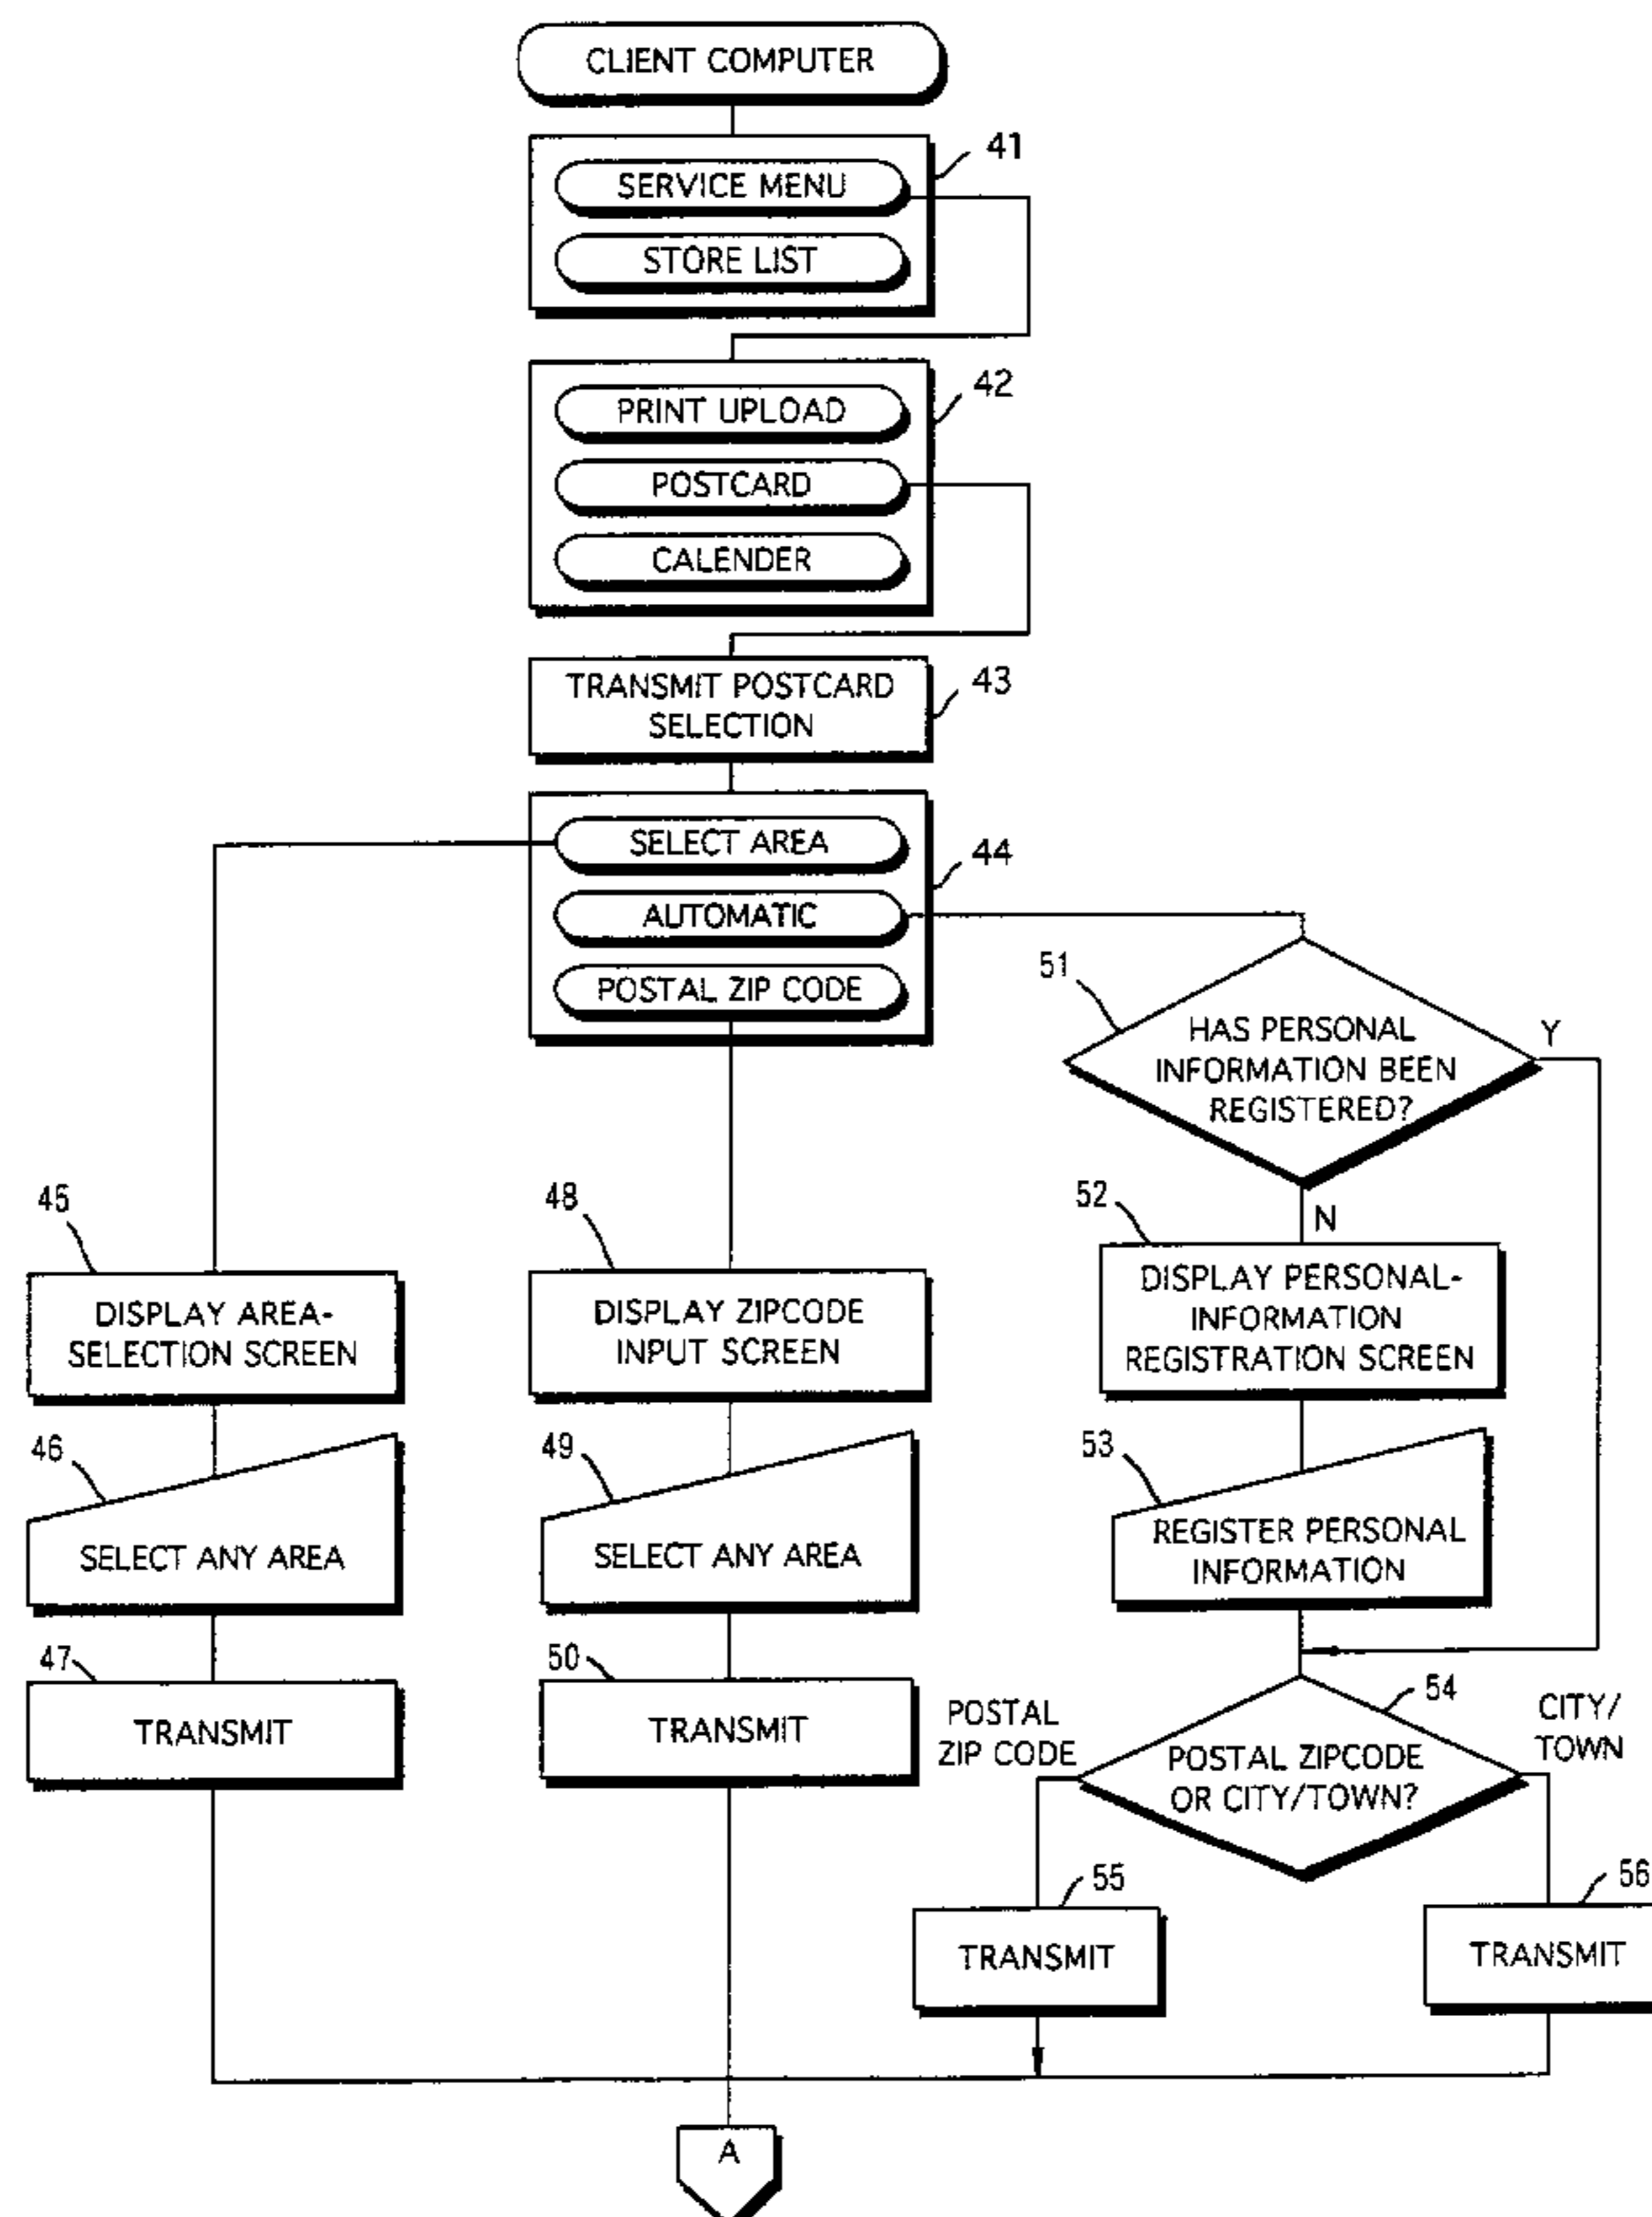 CLIENT COMPUTER
41
SERVICE MENU
STORE LIST
42
PRINT UPLOAD
POSTCARD
CALENDER
43
TRANSMIT POSTCARD
SELECTION
44
SELECT AREA
AUTOMATIC
POSTAL ZIP CODE
51
HAS PERSONAL
INFORMATION BEEN
REGISTERED?
Y
N
45
DISPLAY AREA-
SELECTION SCREEN
48
DISPLAY ZIPCODE
INPUT SCREEN
52
DISPLAY PERSONAL-
INFORMATION
REGISTRATION SCREEN
46
SELECT ANY AREA
49
SELECT ANY AREA
53
REGISTER PERSONAL
INFORMATION
47
TRANSMIT
50
TRANSMIT
54
POSTAL
ZIP CODE
POSTAL ZIPCODE
OR CITY/TOWN?
CITY/
TOWN
55
TRANSMIT
56
TRANSMIT
A